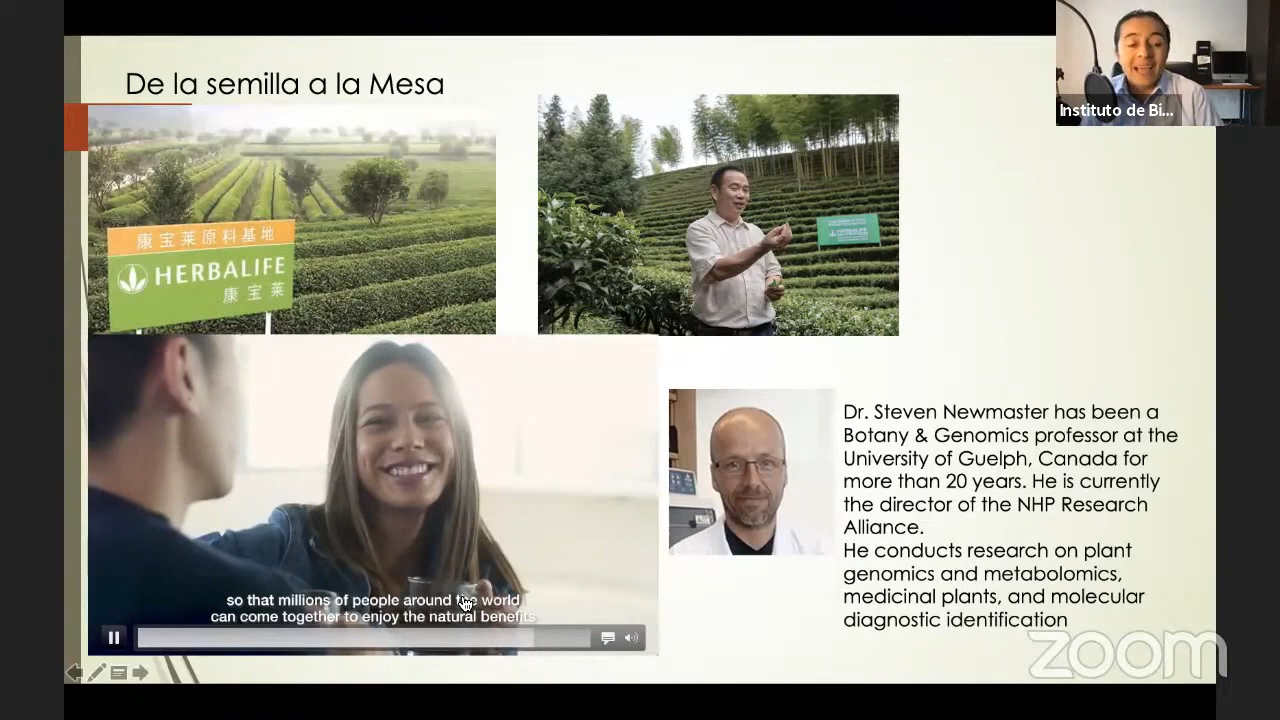 De la semilla a la Mesa
Instituto de Bi...
康宝莱原料基地
HERBALIFE
康宝莱
so that millions of people around the world
can come together to enjoy the natural benefits
Dr. Steven Newmaster has been a
Botany & Genomics professor at the
University of Guelph, Canada for
more than 20 years. He is currently
the director of the NHP Research
Alliance.
He conducts research on plant
genomics and metabolomics,
medicinal plants, and molecular
diagnostic identification
zoom